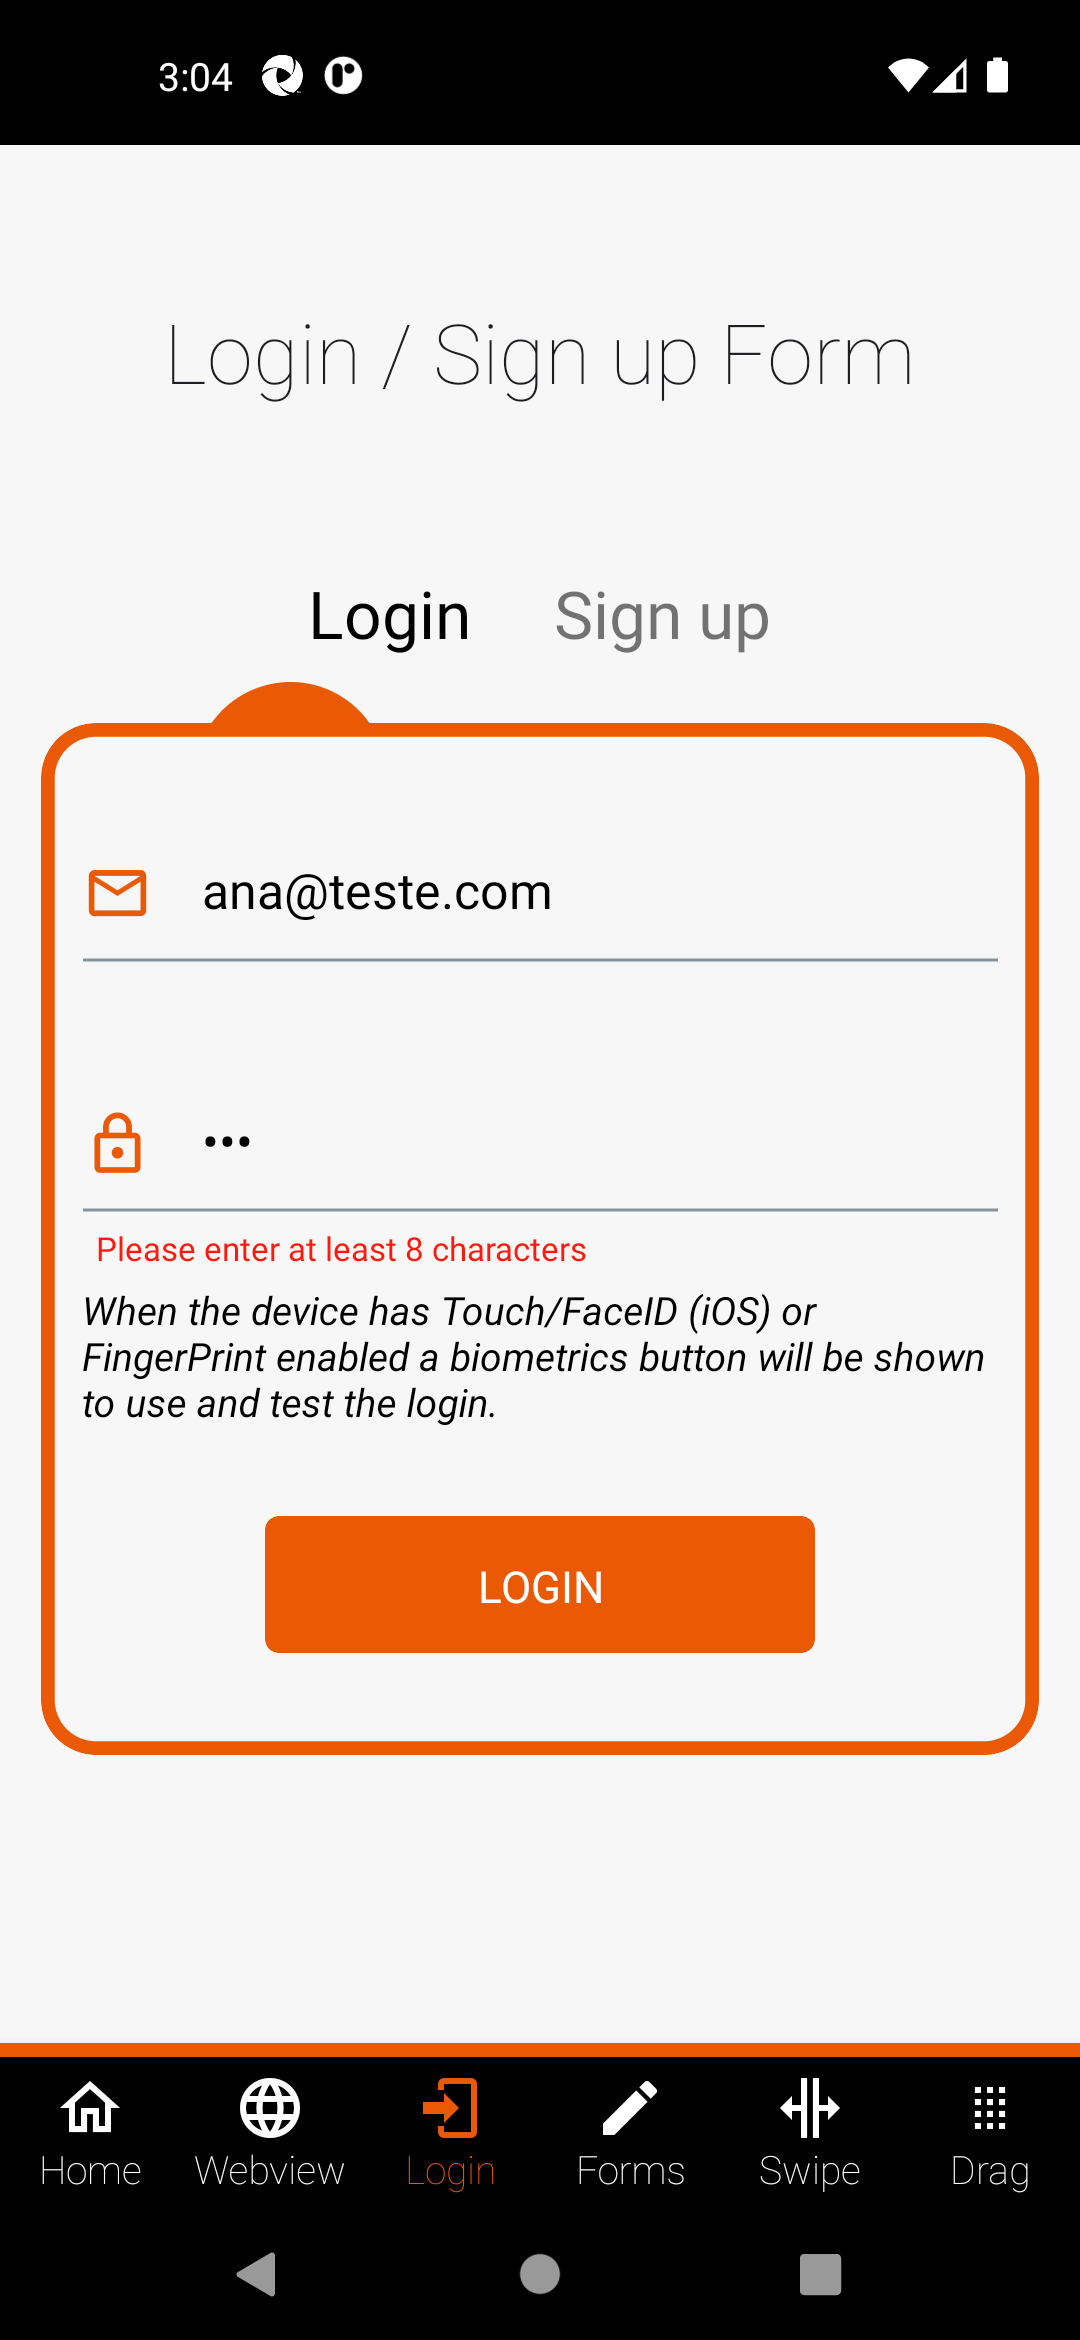 3:04
Login / Sign up Form
Login Sign up
ana@teste.com
•••
Please enter at least 8 characters
When the device has Touch/FaceID (iOS) or
FingerPrint enabled a biometrics button will be shown
to use and test the login.
LOGIN
Home Webview Login Forms Swipe Drag